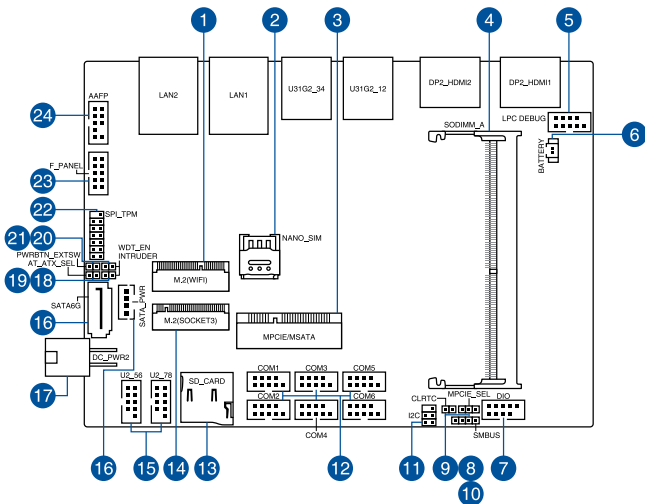 1 2 3 4 5
LAN2 LAN1 U31G2_34 U31G2_12 DP2_HDMI2 DP2_HDMI1
AAFP
24
LPC DEBUG
SODIMM_A
6
BATTERY
F_PANEL
23
22
SPI_TPM
21 20
WDT_EN
NANO_SIM
PWRBTN_EXTSW
INTRUDER
AT_ATX_SEL
19 18
M.2(WIFI)
SATA6G
SATA_PWR
16
M.2(SOCKET3)
MPCIE/MSATA
DC_PWR2
17
U2_56 U2_78
SD_CARD
COM1 COM3 COM5
CLRTC
MPCIE_SEL
DIO
COM2 COM6
I2C
COM4
SMBUS
16 15 14 13 12 11 9 8 7
10